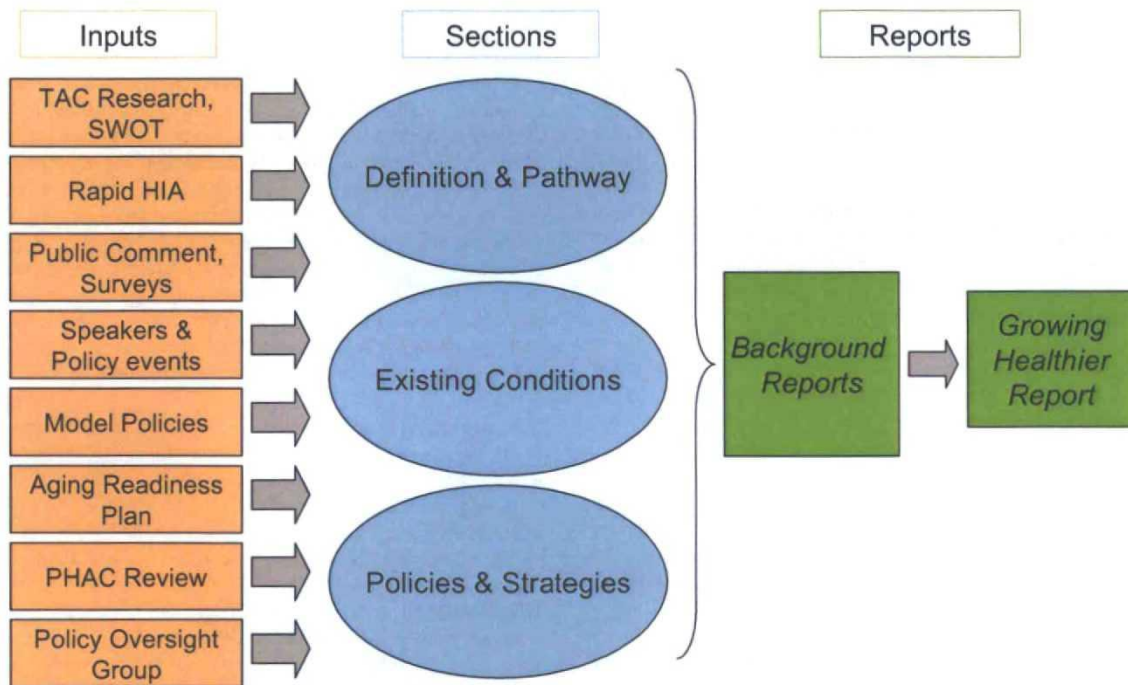 Inputs
Sections
Reports
TAC Research,
SWOT
Rapid HIA
Public Comment,
Surveys
Speakers &
Policy events
Model Policies
Aging Readiness
Plan
PHAC Review
Policy Oversight
Group
Definition & Pathway
Existing Conditions
Policies & Strategies
Background
Reports
Growing
Healthier
Report